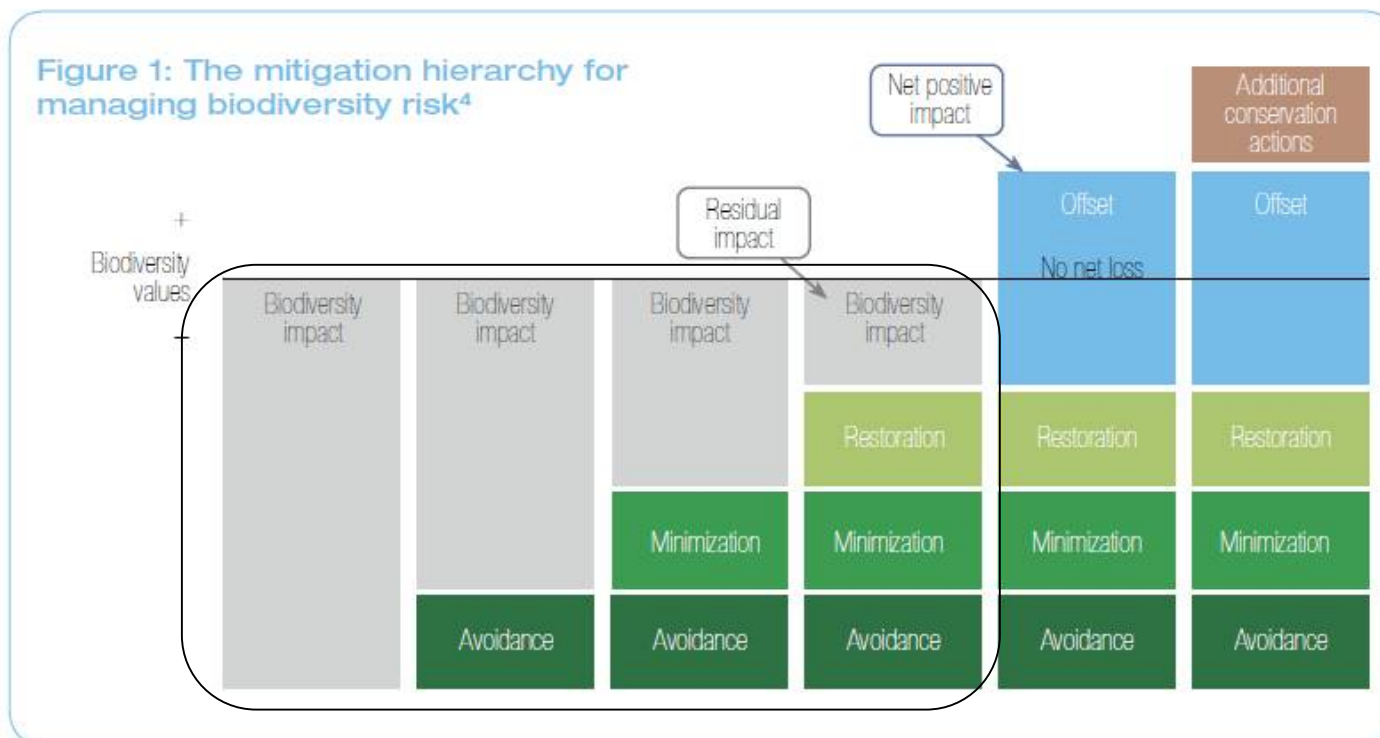 Figure 1: The mitigation hierarchy for
managing biodiversity risk⁴
Net positive
impact
Additional
conservation
actions
Residual
impact
Offset
Offset
+
Biodiversity
values
−
No net loss
Biodiversity
impact
Biodiversity
impact
Biodiversity
impact
Biodiversity
impact
Restoration
Restoration
Restoration
Minimization
Minimization
Minimization
Minimization
Avoidance
Avoidance
Avoidance
Avoidance
Avoidance